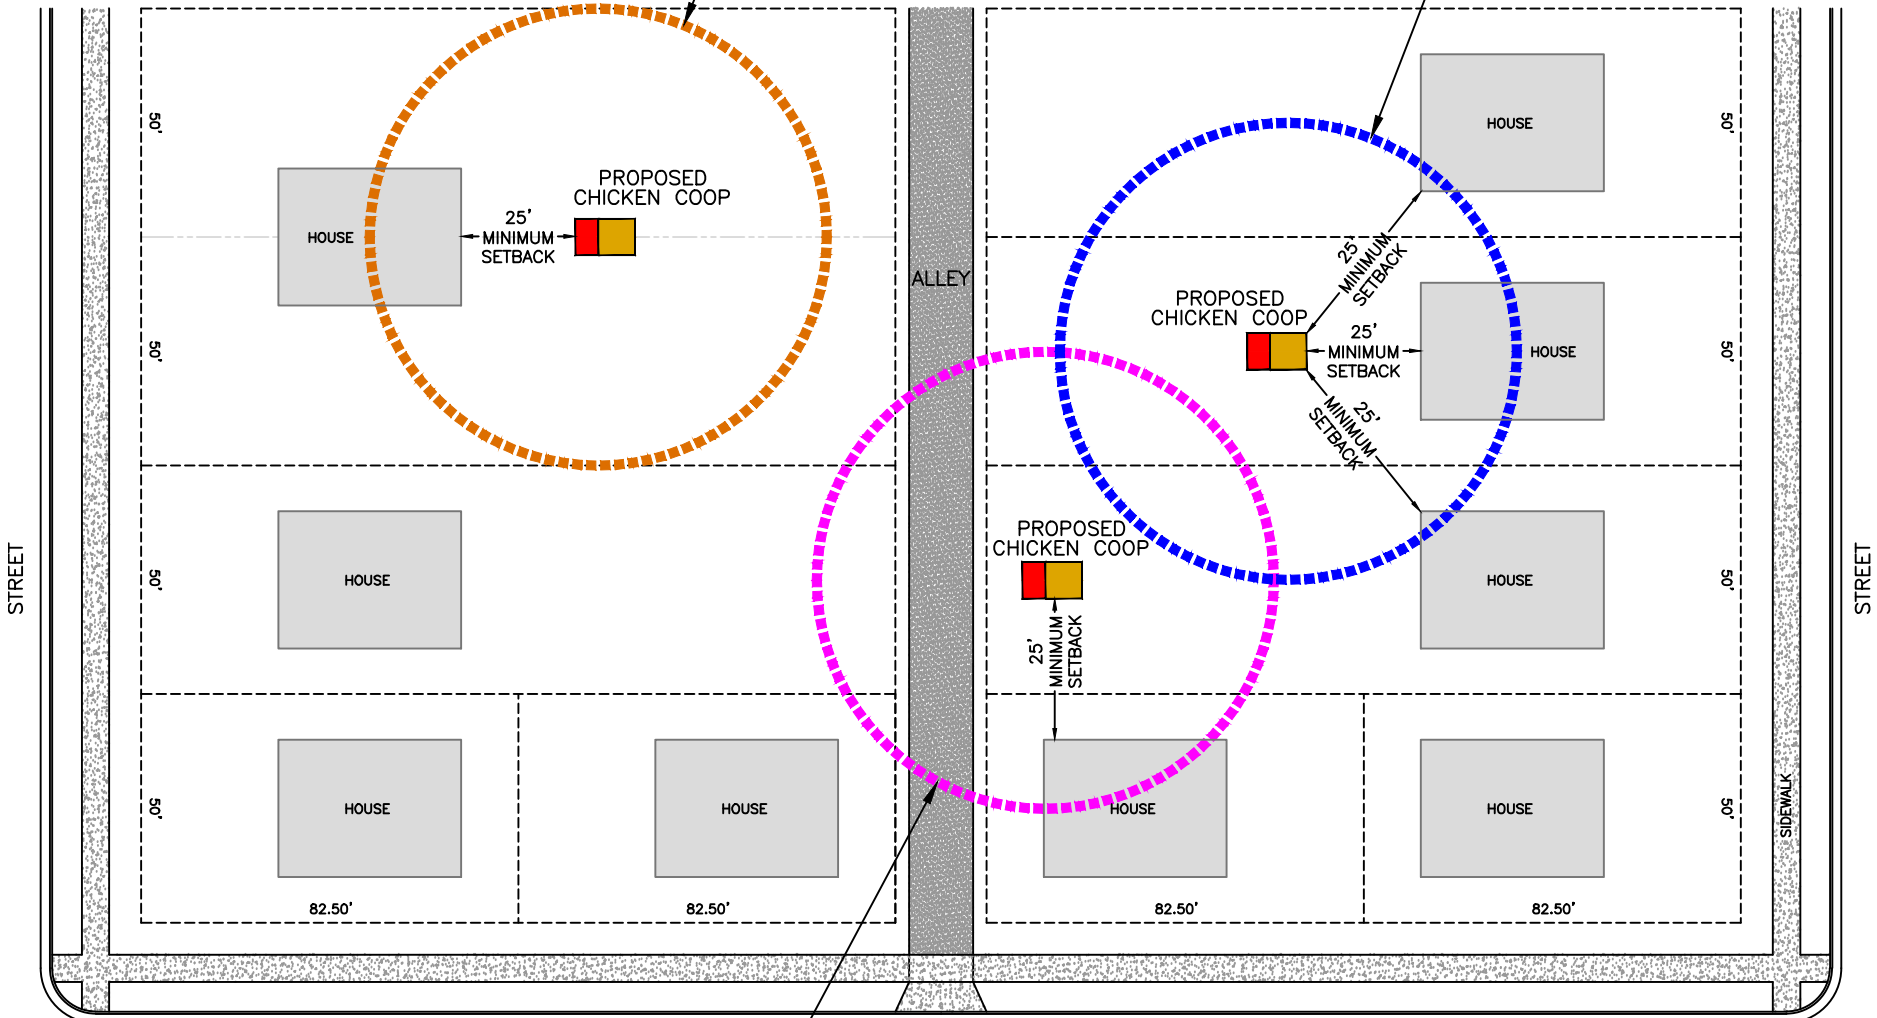 50'
HOUSE
50'
PROPOSED
CHICKEN COOP
25'
MINIMUM
SETBACK
HOUSE
ALLEY
25'
MINIMUM
SETBACK
PROPOSED
CHICKEN COOP
25'
MINIMUM
SETBACK
HOUSE
50'
50'
25'
MINIMUM
SETBACK
PROPOSED
CHICKEN COOP
STREET
50'
HOUSE
HOUSE
50'
STREET
25'
MINIMUM
SETBACK
50'
HOUSE
HOUSE
HOUSE
HOUSE
50'
SIDEWALK
82.50'
82.50'
82.50'
82.50'